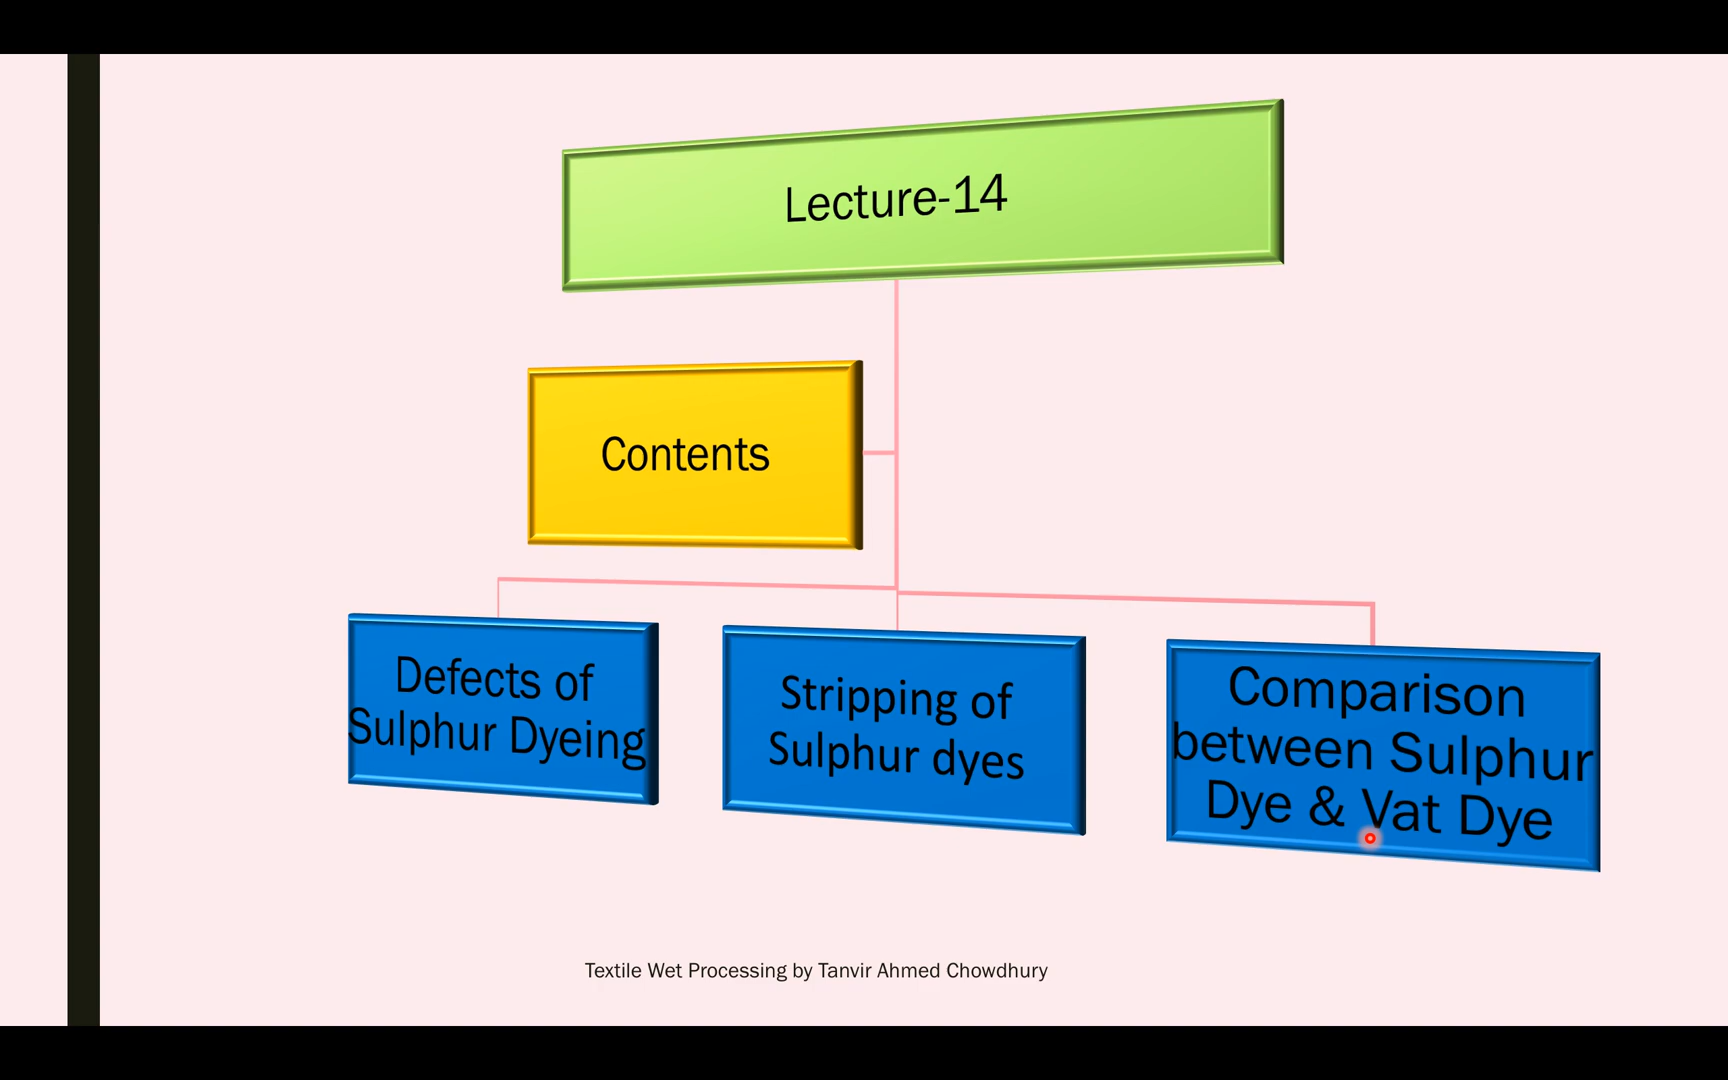 Lecture-14
Contents
Defects of
Sulphur Dyeing
Stripping of
Sulphur dyes
Comparison
between Sulphur
Dye & Vat Dye
Textile Wet Processing by Tanvir Ahmed Chowdhury